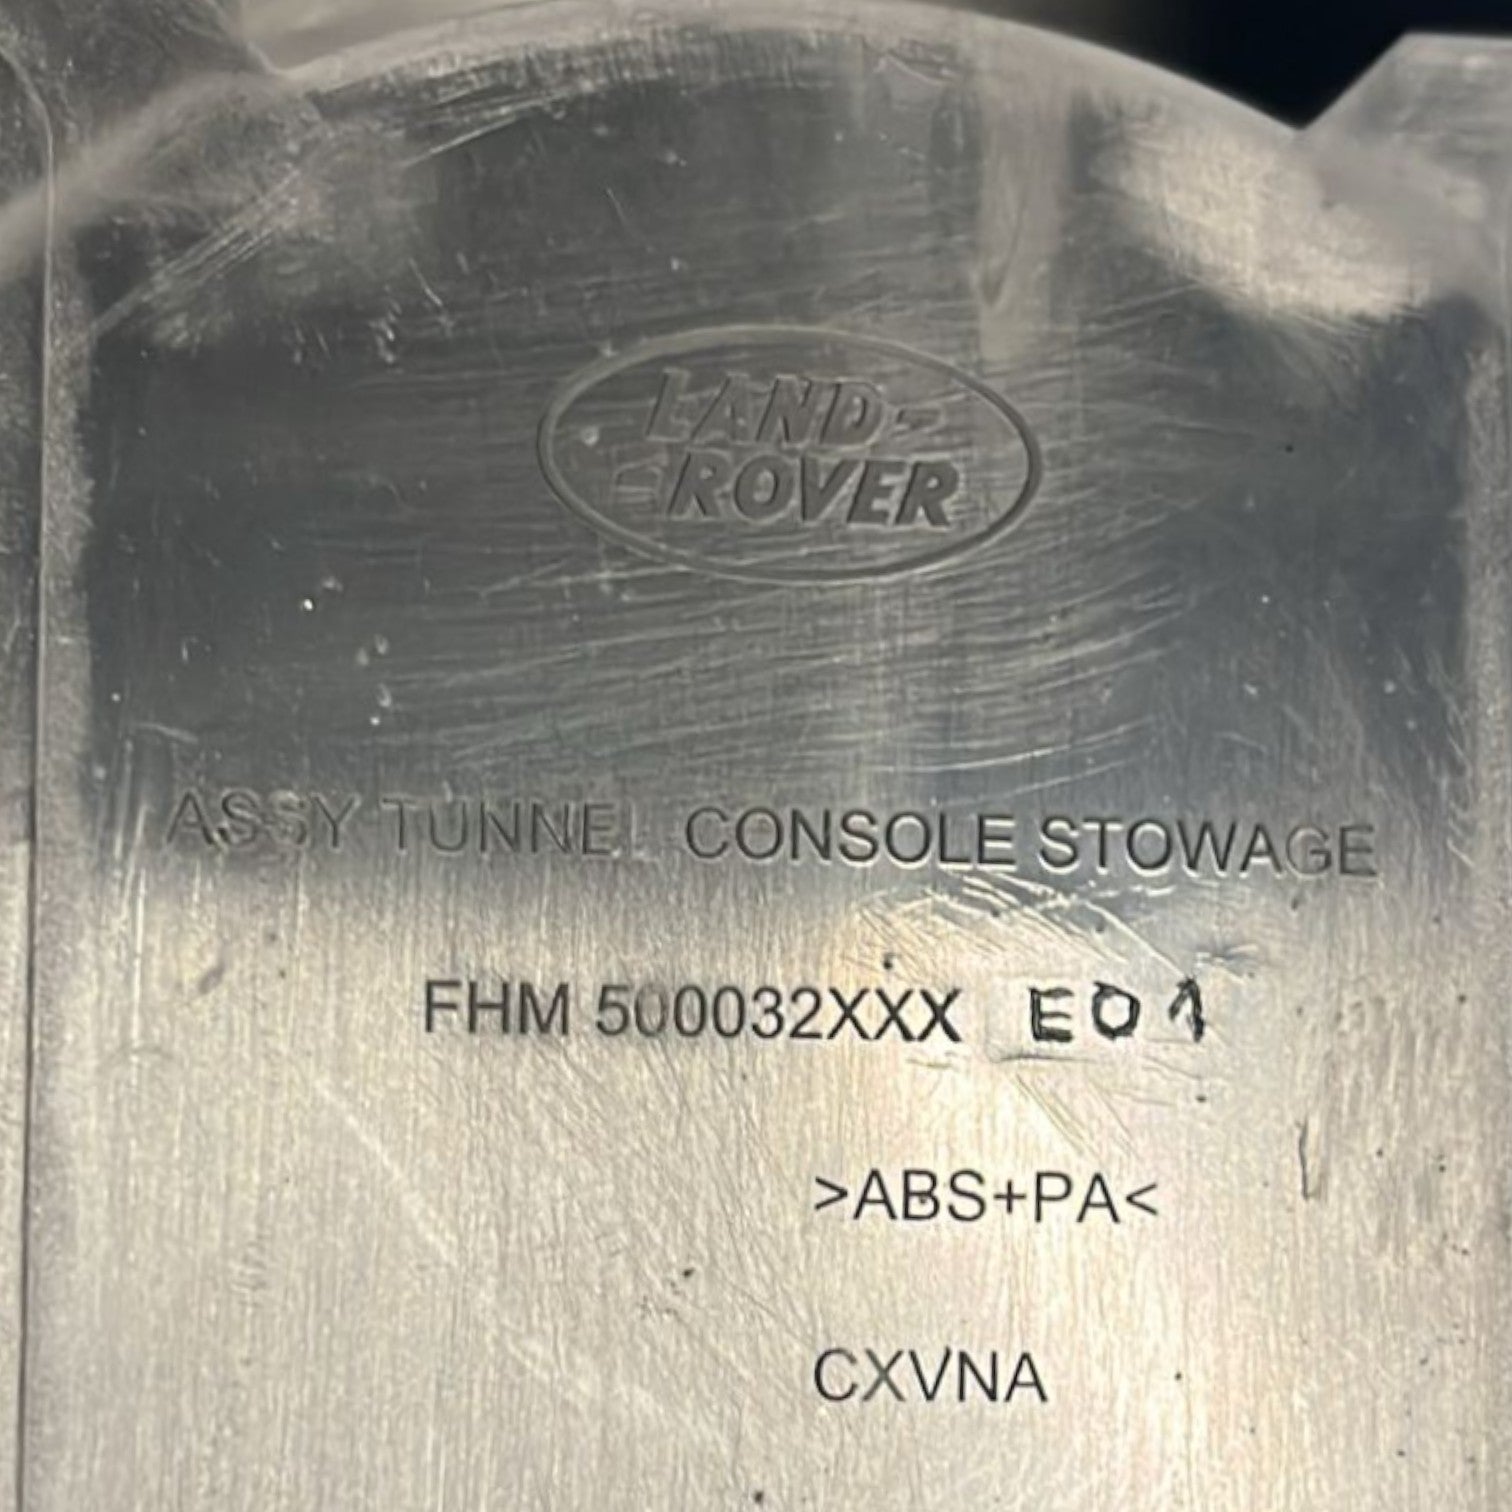 LAND-
ROVER
ASSY TUNNEL CONSOLE STOWAGE
FHM 500032XXX E01
>ABS+PA<
CXVNA